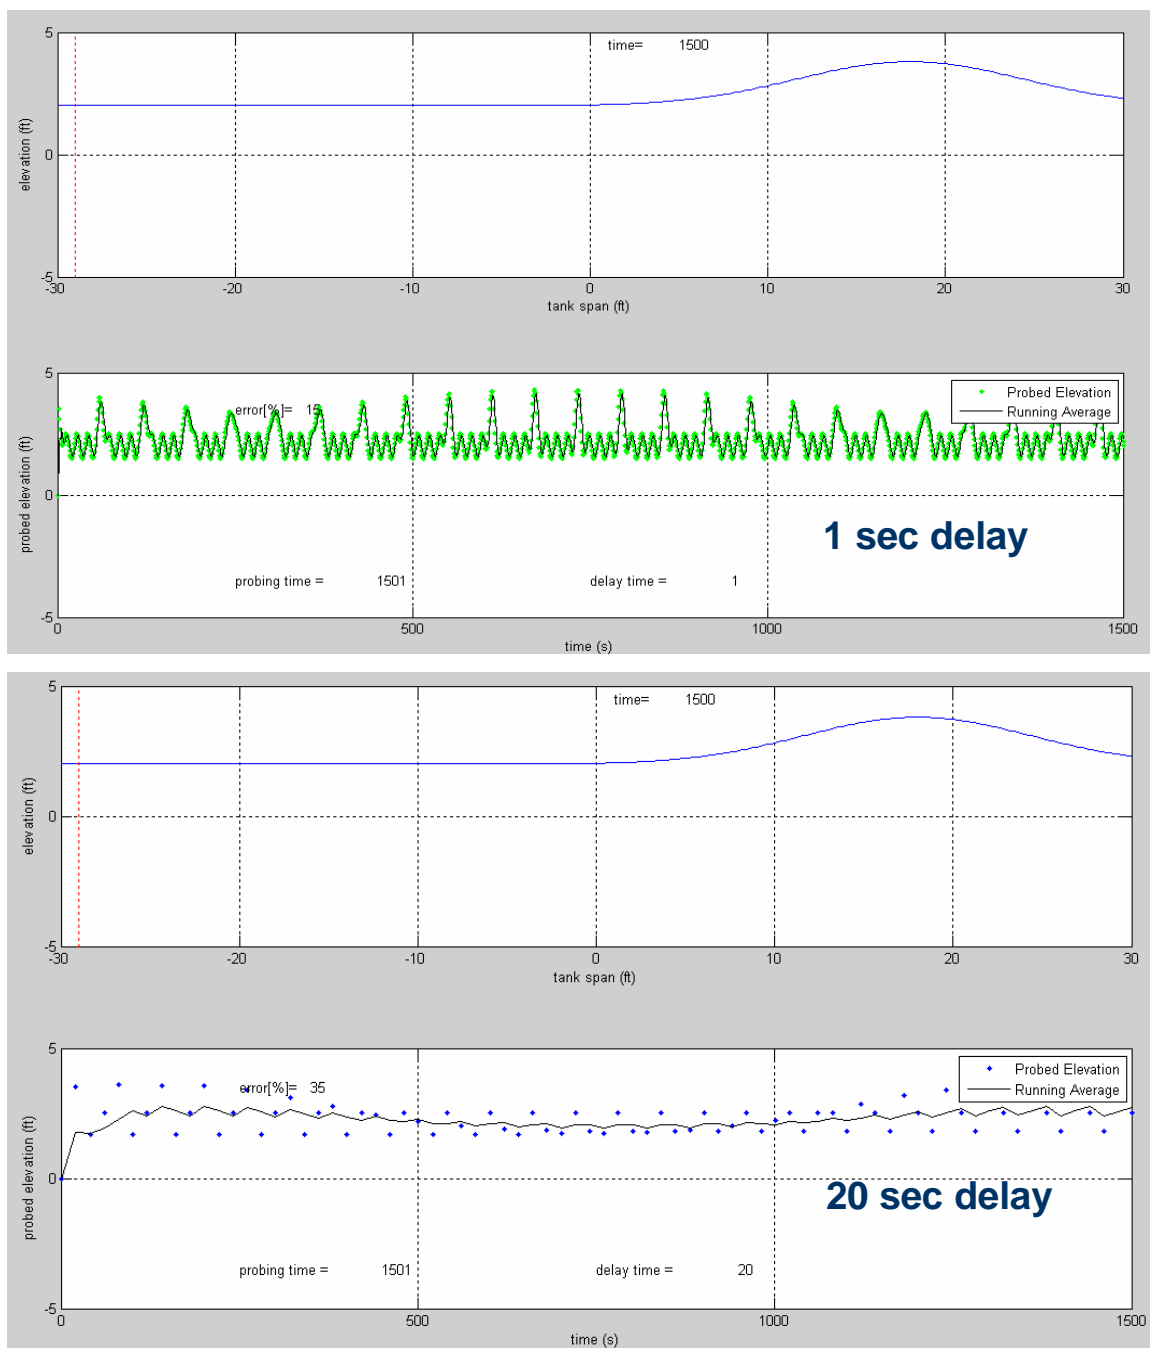 5
time= 1500
elevation (ft)
0
-5
-30 -20 -10 0 10 20 30
tank span (ft)
5
Probed Elevation
error[%]= 15
Running Average
probed elevation (ft)
0
1 sec delay
probing time = 1501 delay time = 1
-5
0 500 1000 1500
time (s)
5
time= 1500
elevation (ft)
0
-5
-30 -20 -10 0 10 20 30
tank span (ft)
5
Probed Elevation
error[%]= 35
Running Average
probed elevation (ft)
0
20 sec delay
probing time = 1501 delay time = 20
-5
0 500 1000 1500
time (s)